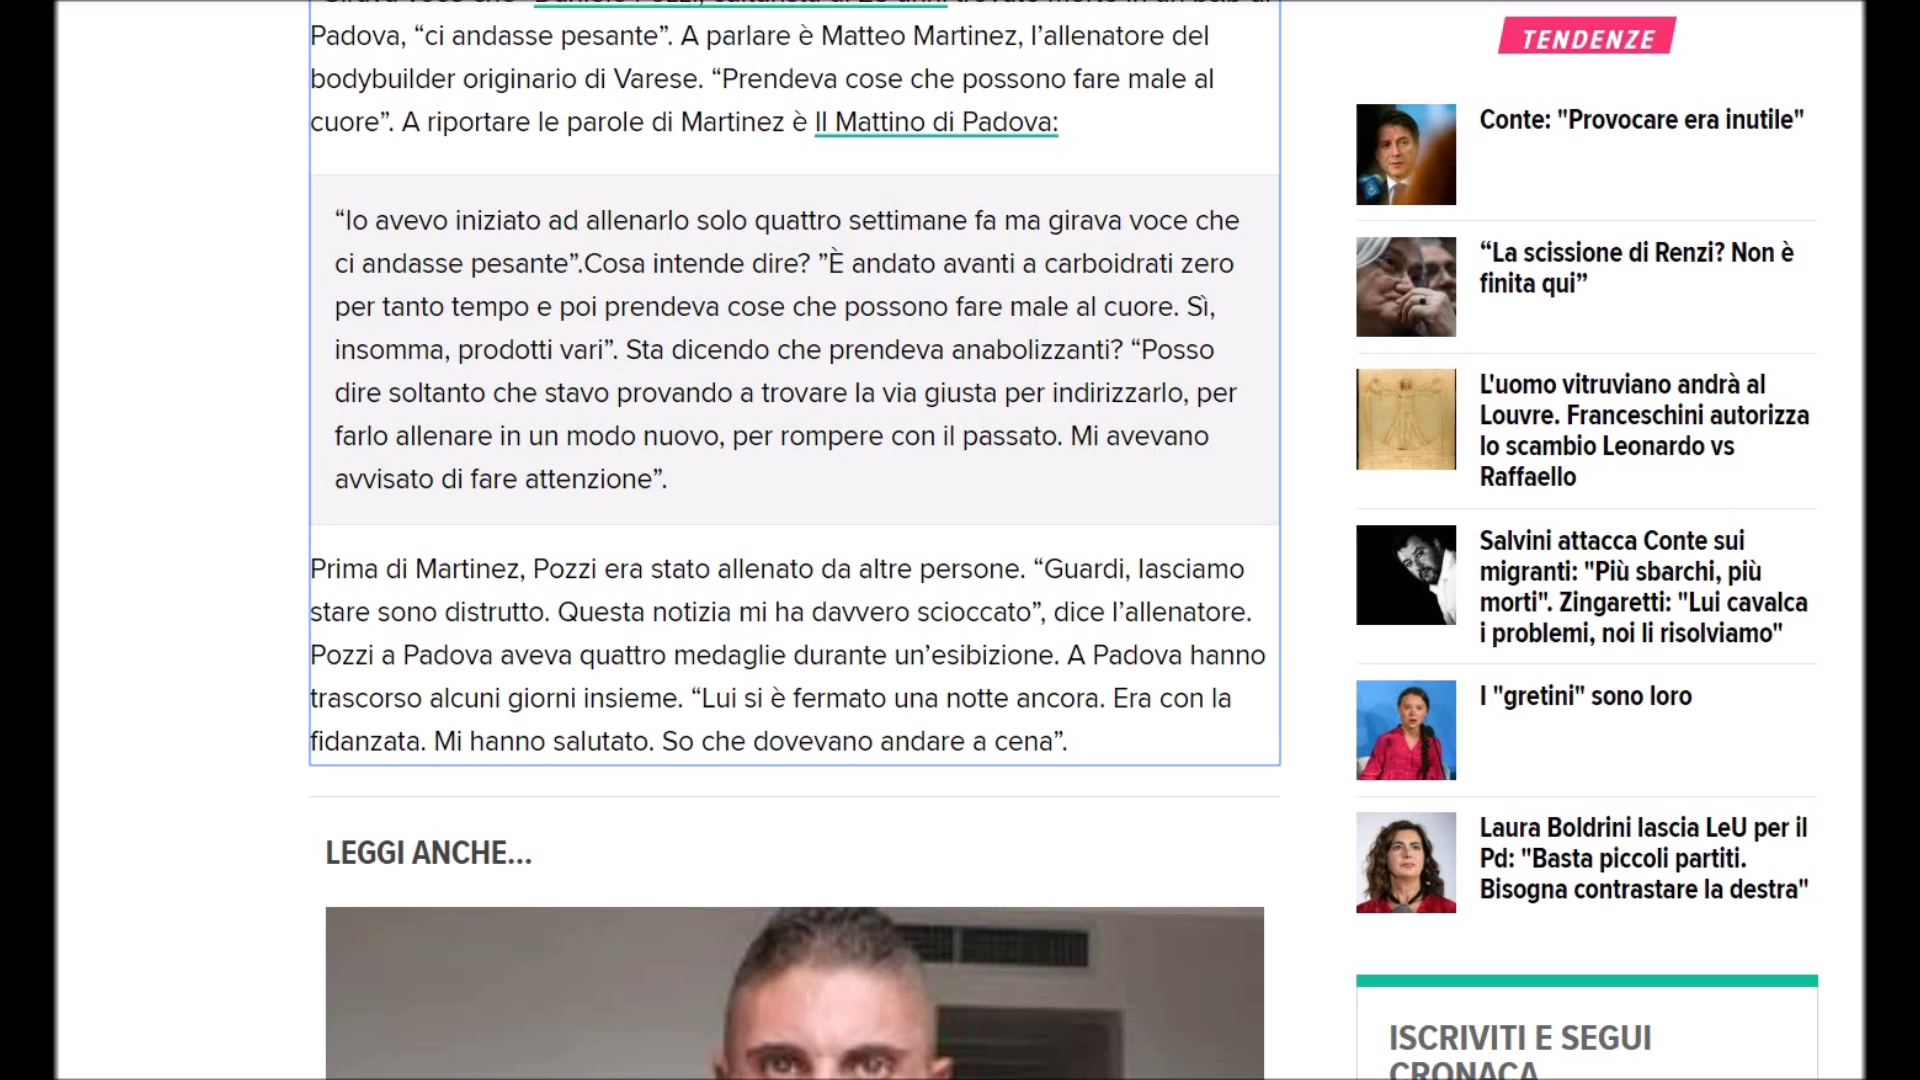 Padova, “ci andasse pesante”. A parlare è Matteo Martinez, l’allenatore del
bodybuilder originario di Varese. “Prendeva cose che possono fare male al
cuore”. A riportare le parole di Martinez è Il Mattino di Padova:
“Io avevo iniziato ad allenarlo solo quattro settimane fa ma girava voce che
ci andasse pesante”.Cosa intende dire? ”È andato avanti a carboidrati zero
per tanto tempo e poi prendeva cose che possono fare male al cuore. Sì,
insomma, prodotti vari”. Sta dicendo che prendeva anabolizzanti? “Posso
dire soltanto che stavo provando a trovare la via giusta per indirizzarlo, per
farlo allenare in un modo nuovo, per rompere con il passato. Mi avevano
avvisato di fare attenzione”.
Prima di Martinez, Pozzi era stato allenato da altre persone. “Guardi, lasciamo
stare sono distrutto. Questa notizia mi ha davvero scioccato”, dice l’allenatore.
Pozzi a Padova aveva quattro medaglie durante un’esibizione. A Padova hanno
trascorso alcuni giorni insieme. “Lui si è fermato una notte ancora. Era con la
fidanzata. Mi hanno salutato. So che dovevano andare a cena”.
LEGGI ANCHE...
TENDENZE
Conte: "Provocare era inutile"
“La scissione di Renzi? Non è
finita qui”
L'uomo vitruviano andrà al
Louvre. Franceschini autorizza
lo scambio Leonardo vs
Raffaello
Salvini attacca Conte sui
migranti: "Più sbarchi, più
morti". Zingaretti: "Lui cavalca
i problemi, noi li risolviamo"
I "gretini" sono loro
Laura Boldrini lascia LeU per il
Pd: "Basta piccoli partiti.
Bisogna contrastare la destra"
ISCRIVITI E SEGUI
CRONACA